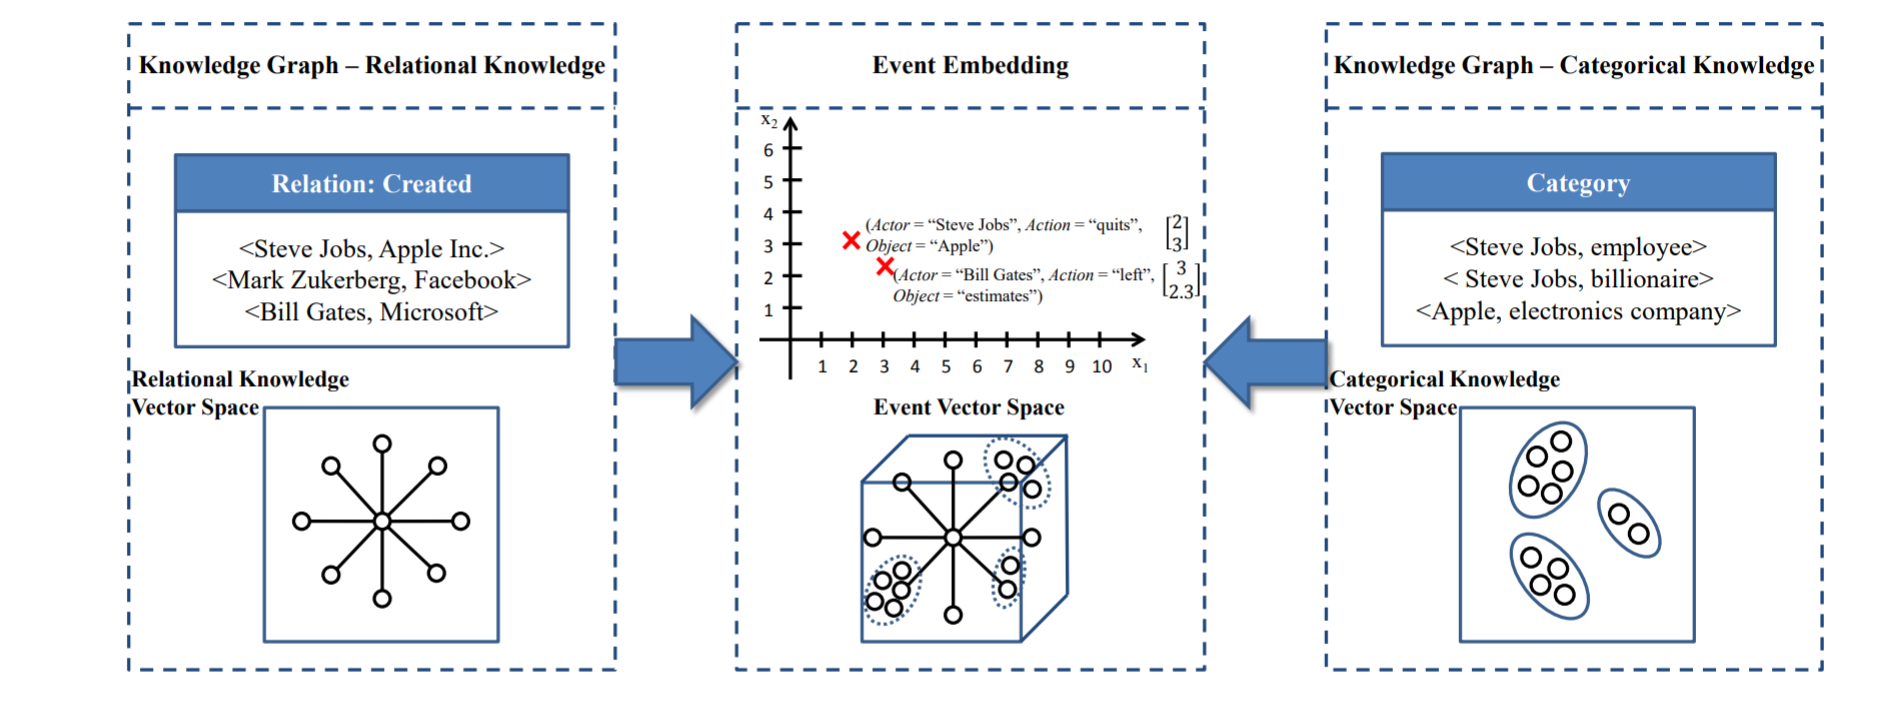 Knowledge Graph – Relational Knowledge
Relation: Created
<Steve Jobs, Apple Inc.>
<Mark Zukerberg, Facebook>
<Bill Gates, Microsoft>
Relational Knowledge
Vector Space
Event Embedding
x2
6
5
4
3
2
1
(Actor = “Steve Jobs”, Action = “quits”,
Object = “Apple”)
[2
3]
(Actor = “Bill Gates”, Action = “left”,
Object = “estimates”)
[3
2.3]
1 2 3 4 5 6 7 8 9 10 x1
Event Vector Space
Knowledge Graph – Categorical Knowledge
Category
<Steve Jobs, employee>
< Steve Jobs, billionaire>
<Apple, electronics company>
Categorical Knowledge
Vector Space